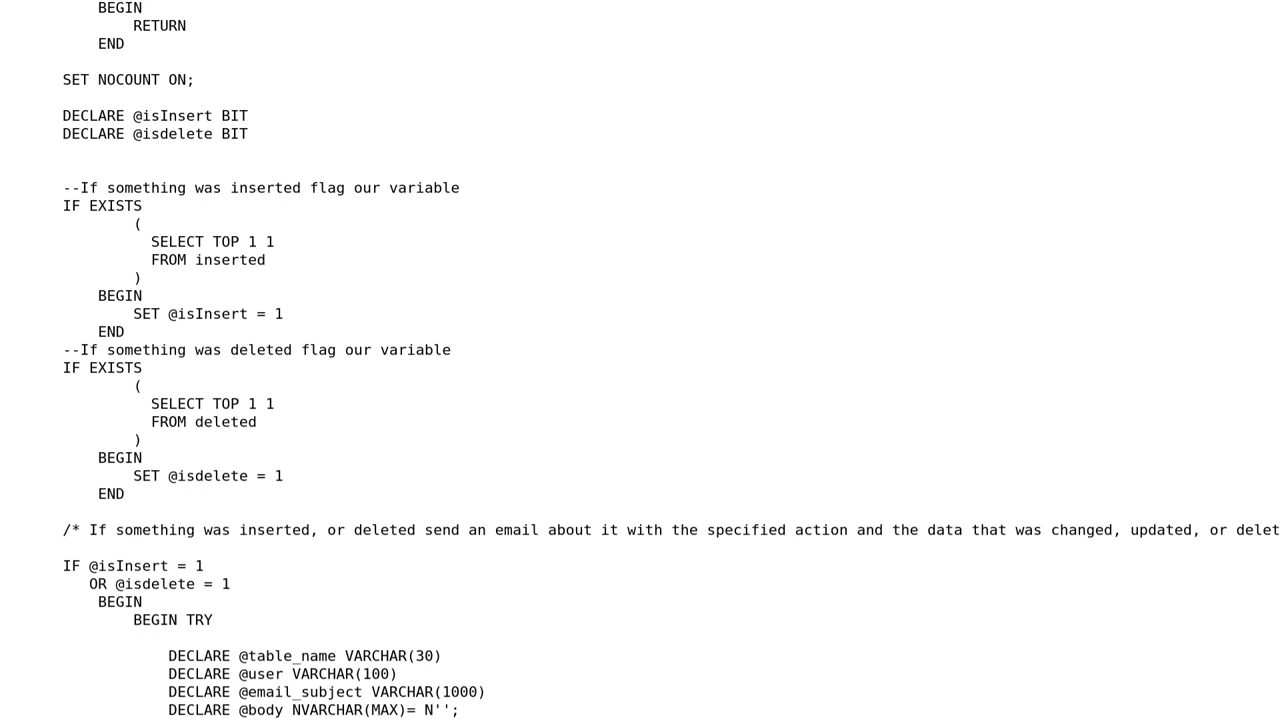 BEGIN
RETURN
END
SET NOCOUNT ON;
DECLARE @isInsert BIT
DECLARE @isdelete BIT
--If something was inserted flag our variable
IF EXISTS
(
SELECT TOP 1 1
FROM inserted
)
BEGIN
SET @isInsert = 1
END
--If something was deleted flag our variable
IF EXISTS
(
SELECT TOP 1 1
FROM deleted
)
BEGIN
SET @isdelete = 1
END
/* If something was inserted, or deleted send an email about it with the specified action and the data that was changed, updated, or delet
IF @isInsert = 1
OR @isdelete = 1
BEGIN
BEGIN TRY
DECLARE @table_name VARCHAR(30)
DECLARE @user VARCHAR(100)
DECLARE @email_subject VARCHAR(1000)
DECLARE @body NVARCHAR(MAX)= N'';